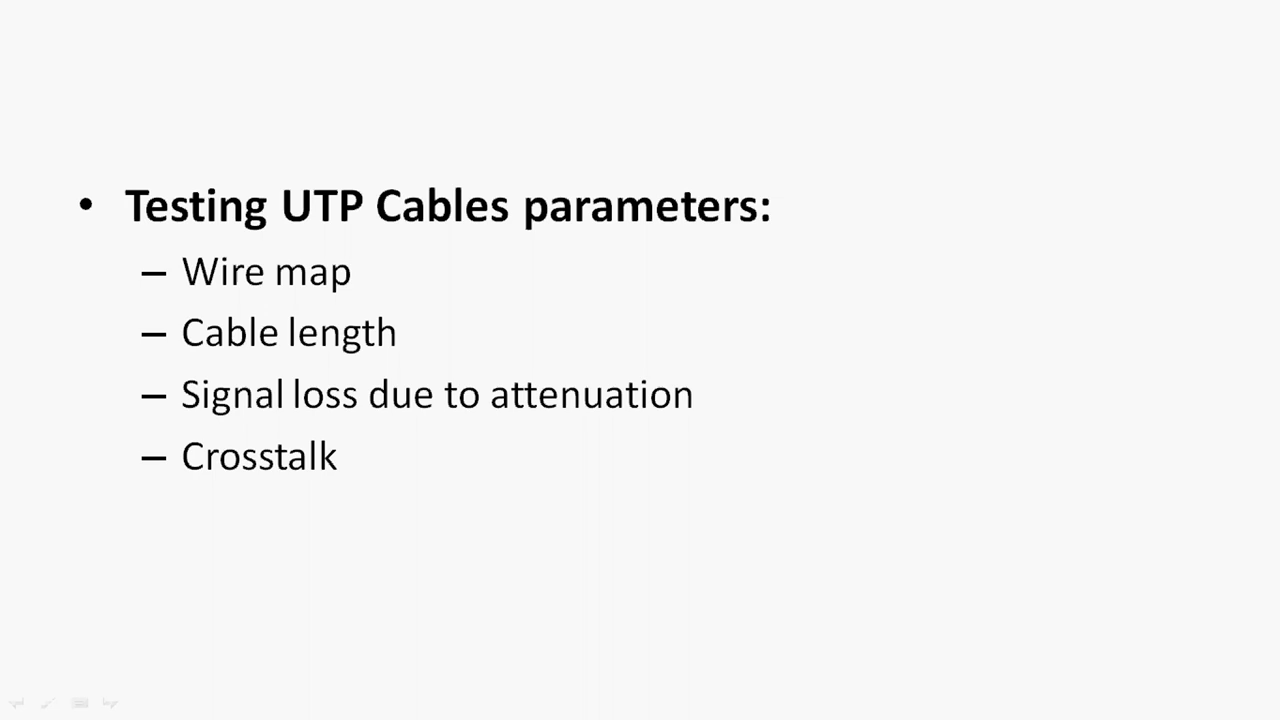 • Testing UTP Cables parameters:
– Wire map
– Cable length
– Signal loss due to attenuation
– Crosstalk